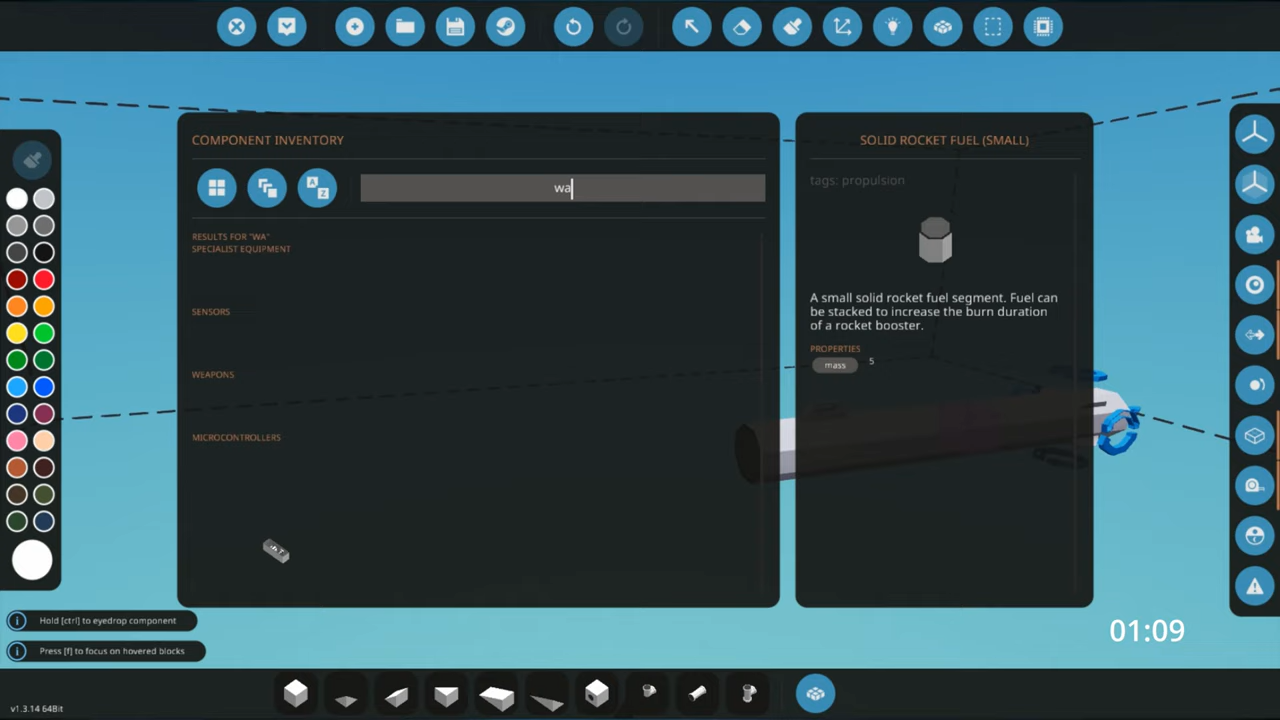 COMPONENT INVENTORY
wa
RESULTS FOR "WA"
SPECIALIST EQUIPMENT
SENSORS
WEAPONS
MICROCONTROLLERS
SOLID ROCKET FUEL (SMALL)
tags: propulsion
A small solid rocket fuel segment. Fuel can
be stacked to increase the burn duration
of a rocket booster.
PROPERTIES
mass 5
Hold [ctrl] to eyedrop component
Press [f] to focus on hovered blocks
01:09
v1.3.14 64Bit